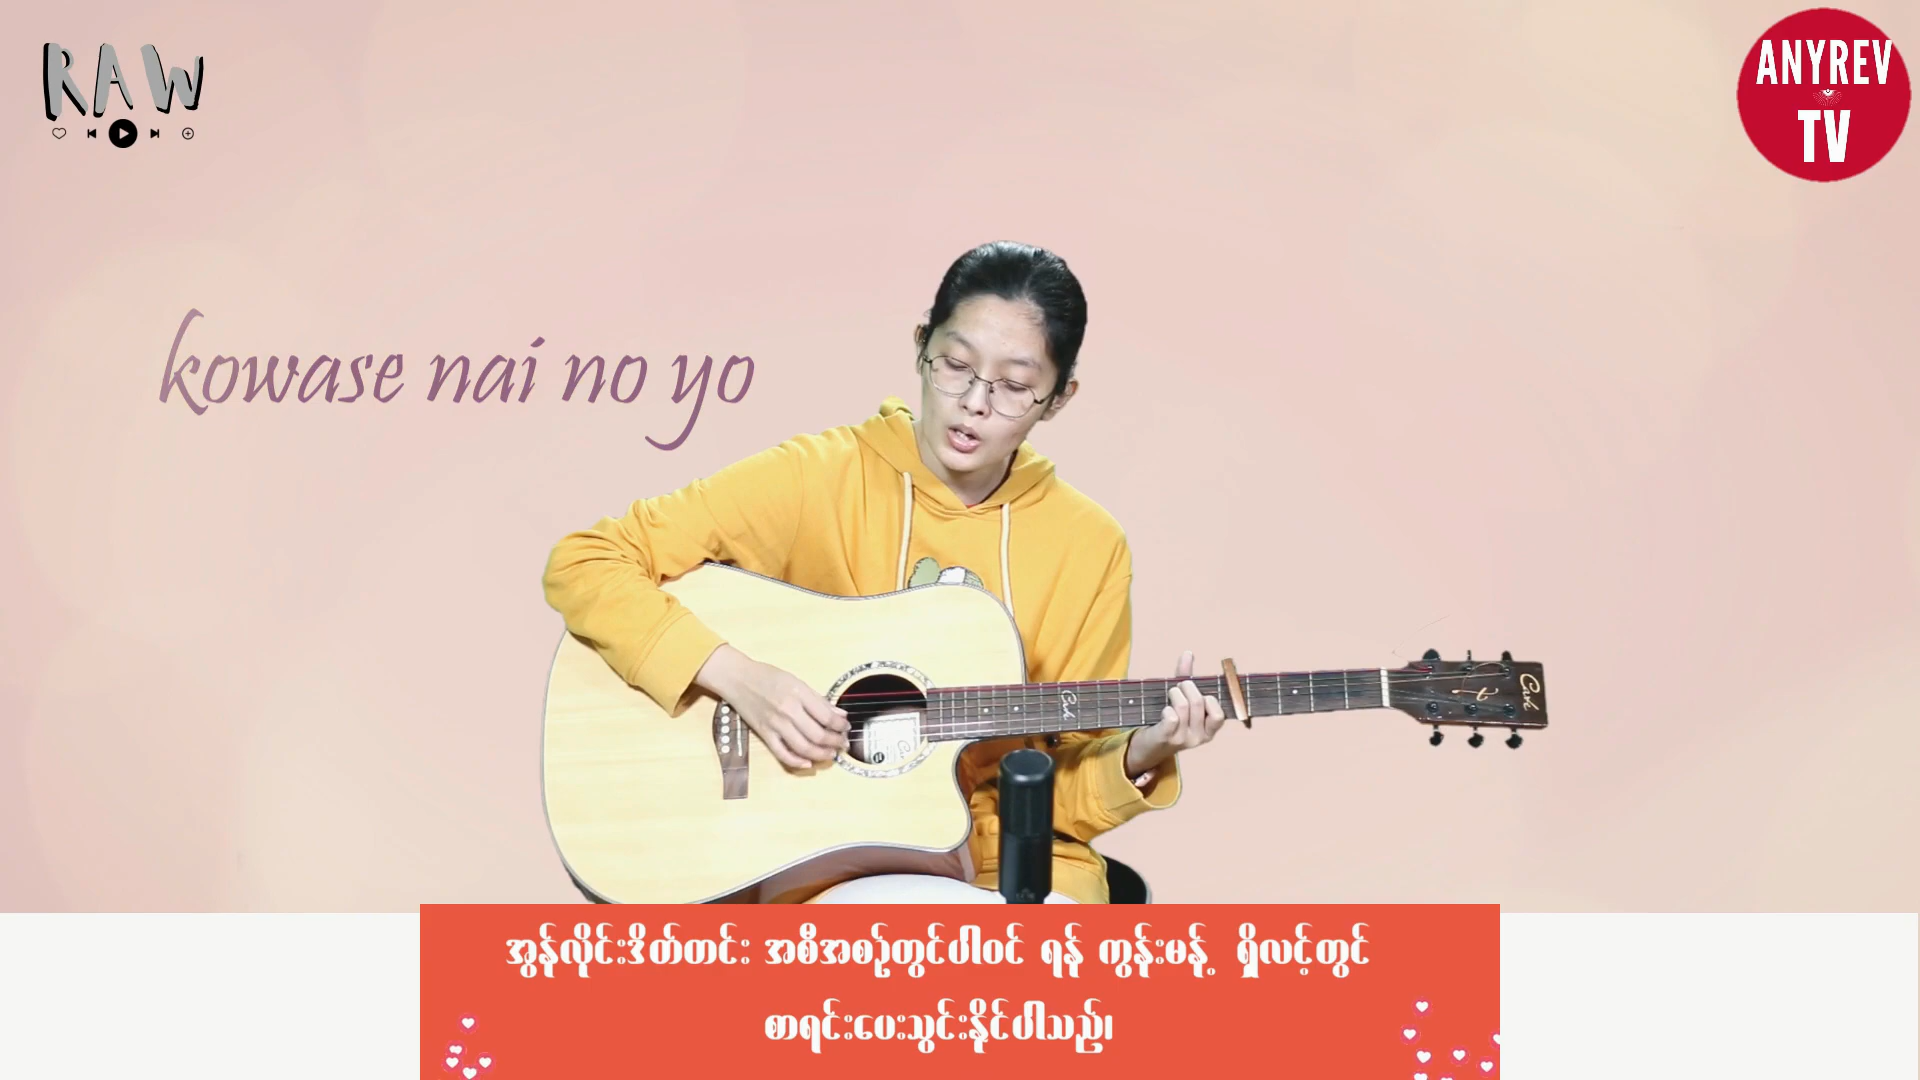 RAW
ANYREV
TV
kowase nai no yo
Cash
Cash
အွန်လိုင်းဒိတ်တင်း အစီအစဉ်တွင်ပါဝင် ရန် ကွန်းမန့် ရှိလင့်တွင်
စာရင်းပေးသွင်းနိုင်ပါသည်။